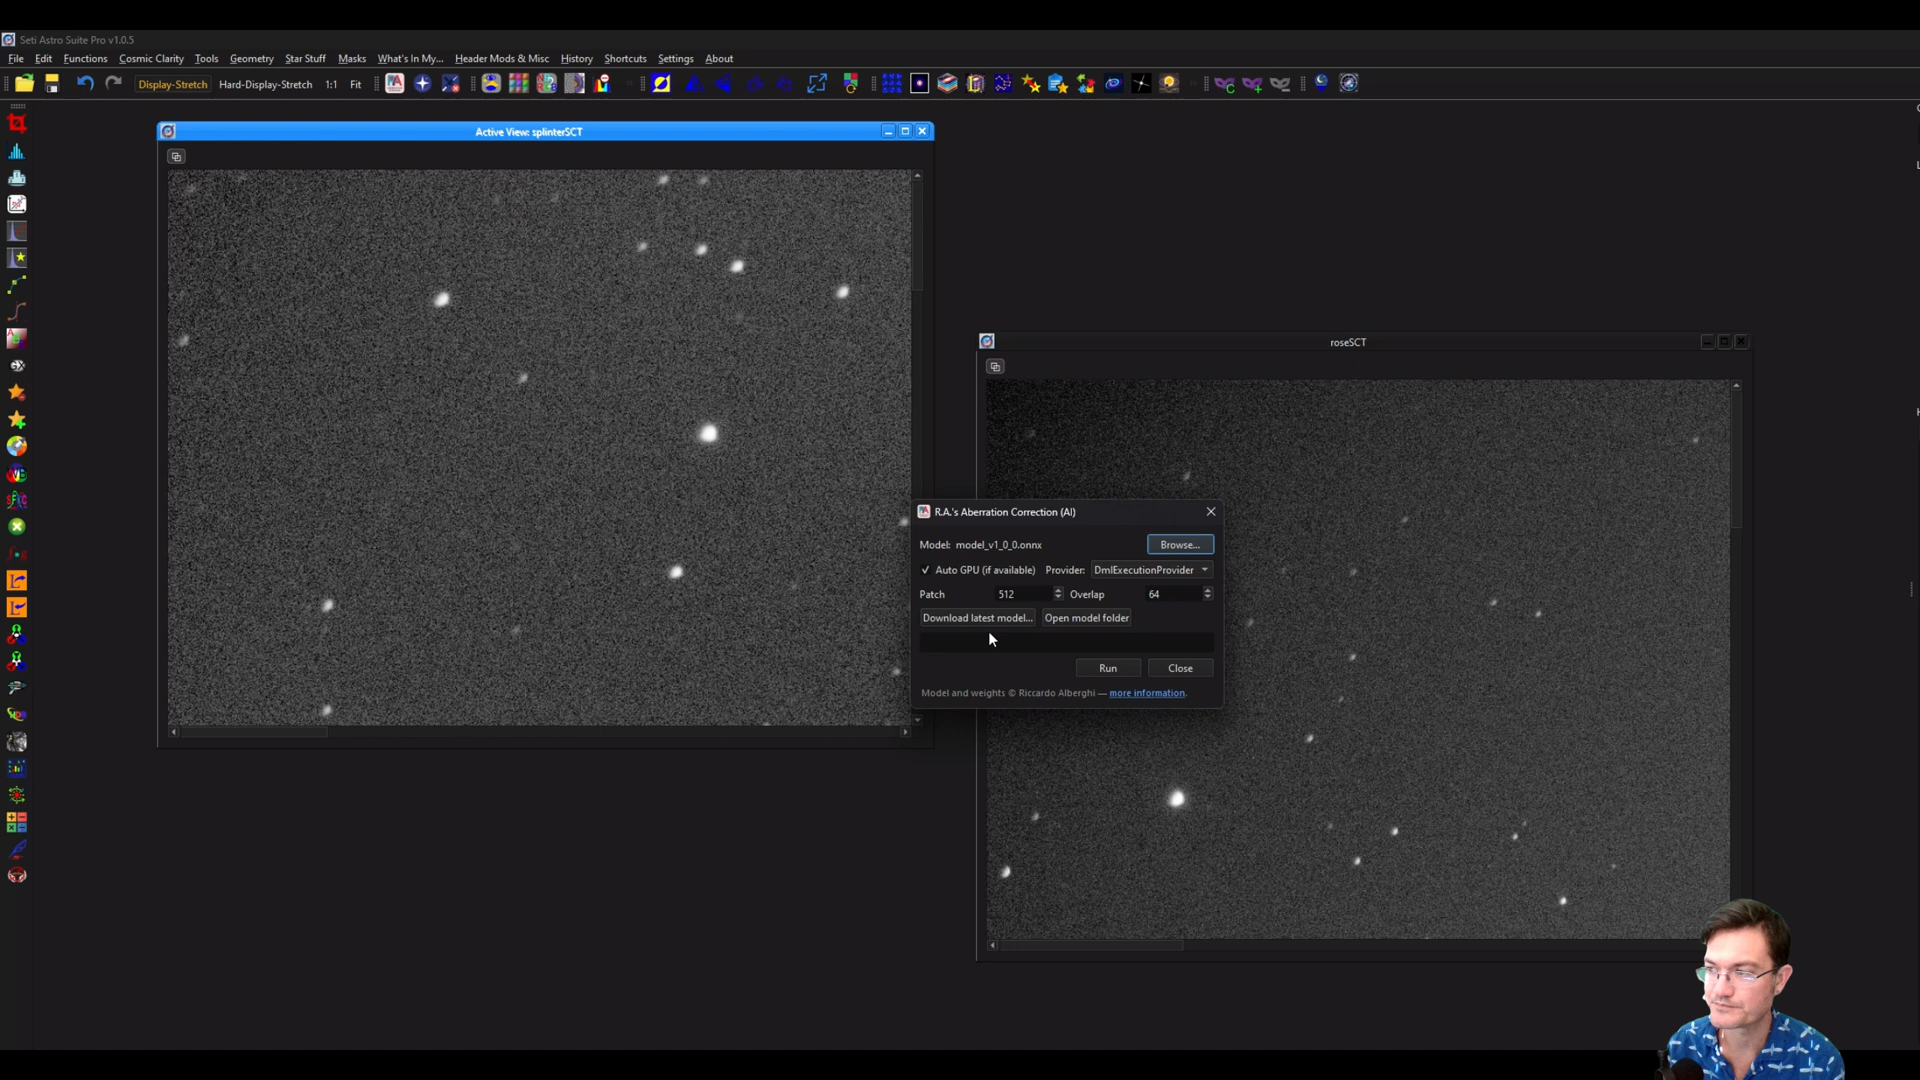 Seti Astro Suite Pro v1.0.5
File Edit Functions Cosmic Clarity Tools Geometry Star Stuff Masks What's In My... Header Mods & Misc History Shortcuts Settings About
Display-Stretch Hard-Display-Stretch 1:1 Fit
Active View: splinterSCT
roseSCT
R.A.'s Aberration Correction (AI)
Model: model_v1_0_0.onnx Browse...
Auto GPU (if available) Provider: DmlExecutionProvider
Patch 512 Overlap 64
Download latest model... Open model folder
Run Close
Model and weights © Riccardo Alberghi — more information.